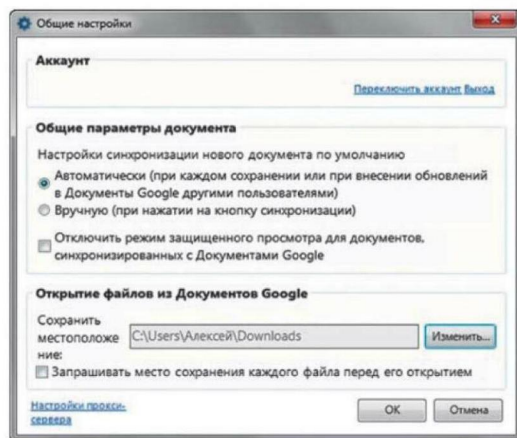 Общие настройки
Аккаунт
Переключить аккаунт Выход
Общие параметры документа
Настройки синхронизации нового документа по умолчанию
Автоматически (при каждом сохранении или при внесении обновлений
в Документы Google другими пользователями)
Вручную (при нажатии на кнопку синхронизации)
Отключить режим защищенного просмотра для документов,
синхронизированных с Документами Google
Открытие файлов из Документов Google
Сохранить
местоположе
ние:
C:\Users\Алексей\Downloads
Изменить...
Запрашивать место сохранения каждого файла перед его открытием
Настройки прокси-
сервера
ОК
Отмена